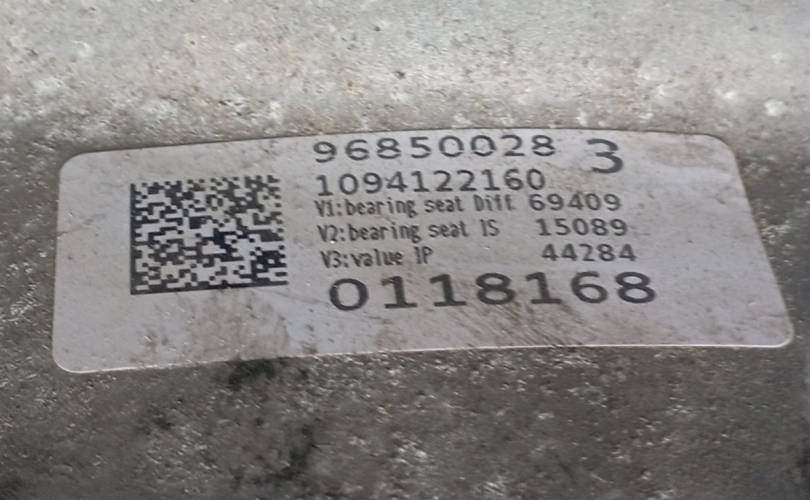 96850028 3
1094122160
V1:bearing seat Diff 69409
V2:bearing seat IS 15089
V3:value IP 44284
0118168